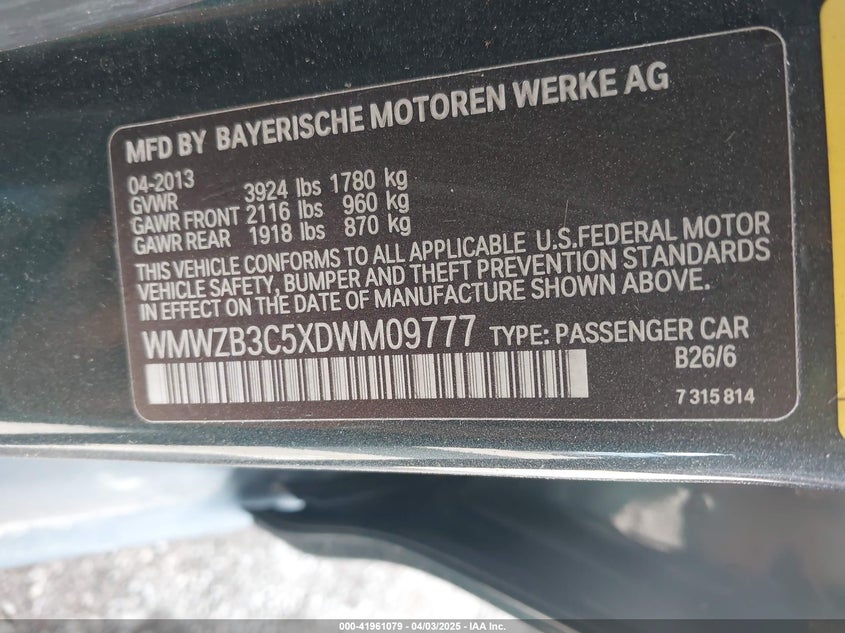 MFD BY BAYERISCHE MOTOREN WERKE AG
04-2013
GVWR 3924 lbs 1780 kg
GAWR FRONT 2116 lbs 960 kg
GAWR REAR 1918 lbs 870 kg
THIS VEHICLE CONFORMS TO ALL APPLICABLE U.S.FEDERAL MOTOR
VEHICLE SAFETY, BUMPER AND THEFT PREVENTION STANDARDS
IN EFFECT ON THE DATE OF MANUFACTURE SHOWN ABOVE.
WMWZB3C5XDWM09777 TYPE: PASSENGER CAR
B26/6
7 315 814
000-41961079 - 04/03/2025 - IAA Inc.